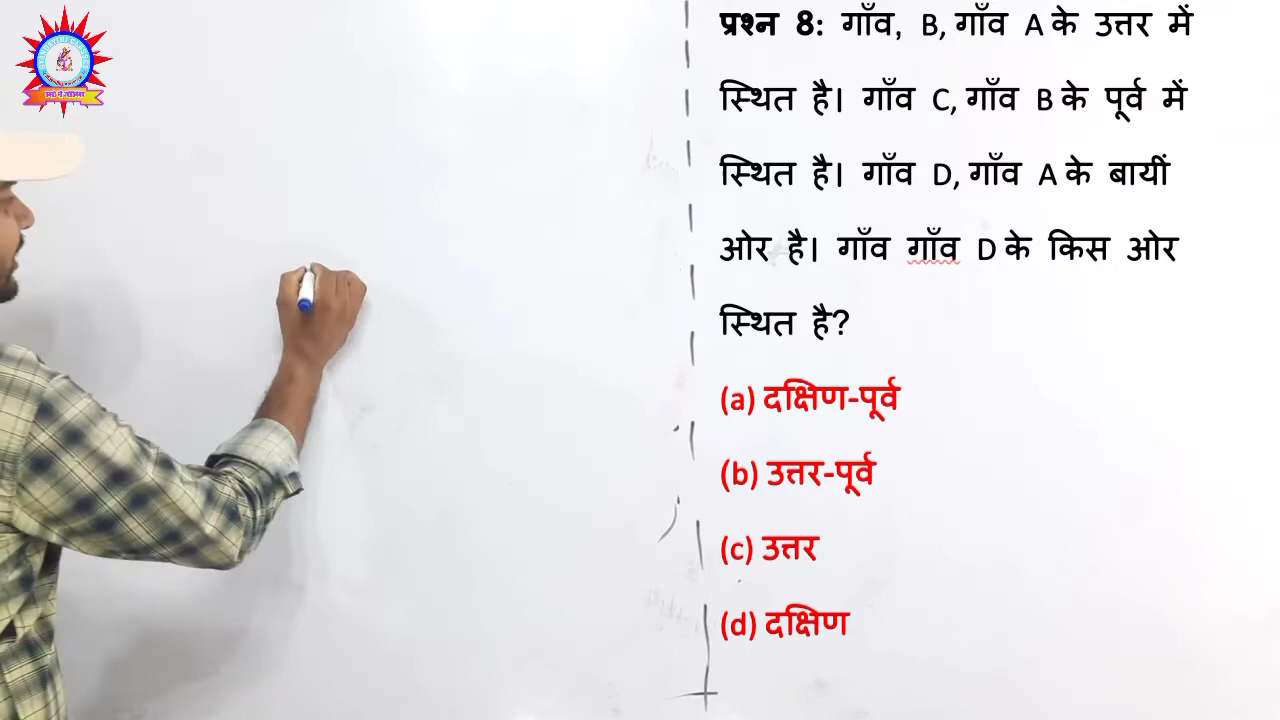 प्रश्न 8: गाँव, B, गाँव A के उत्तर में
स्थित है। गाँव C, गाँव B के पूर्व में
स्थित है। गाँव D, गाँव A के बायीं
ओर है। गाँव गाँव D के किस ओर
स्थित है?
(a) दक्षिण-पूर्व
(b) उत्तर-पूर्व
(c) उत्तर
(d) दक्षिण